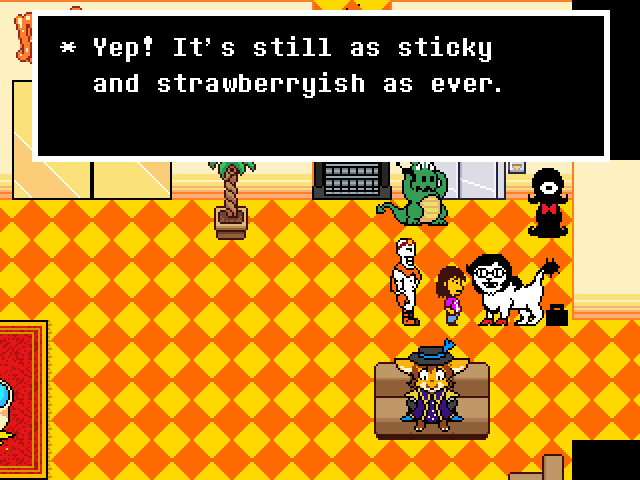 * Yep! It's still as sticky
and strawberryish as ever.